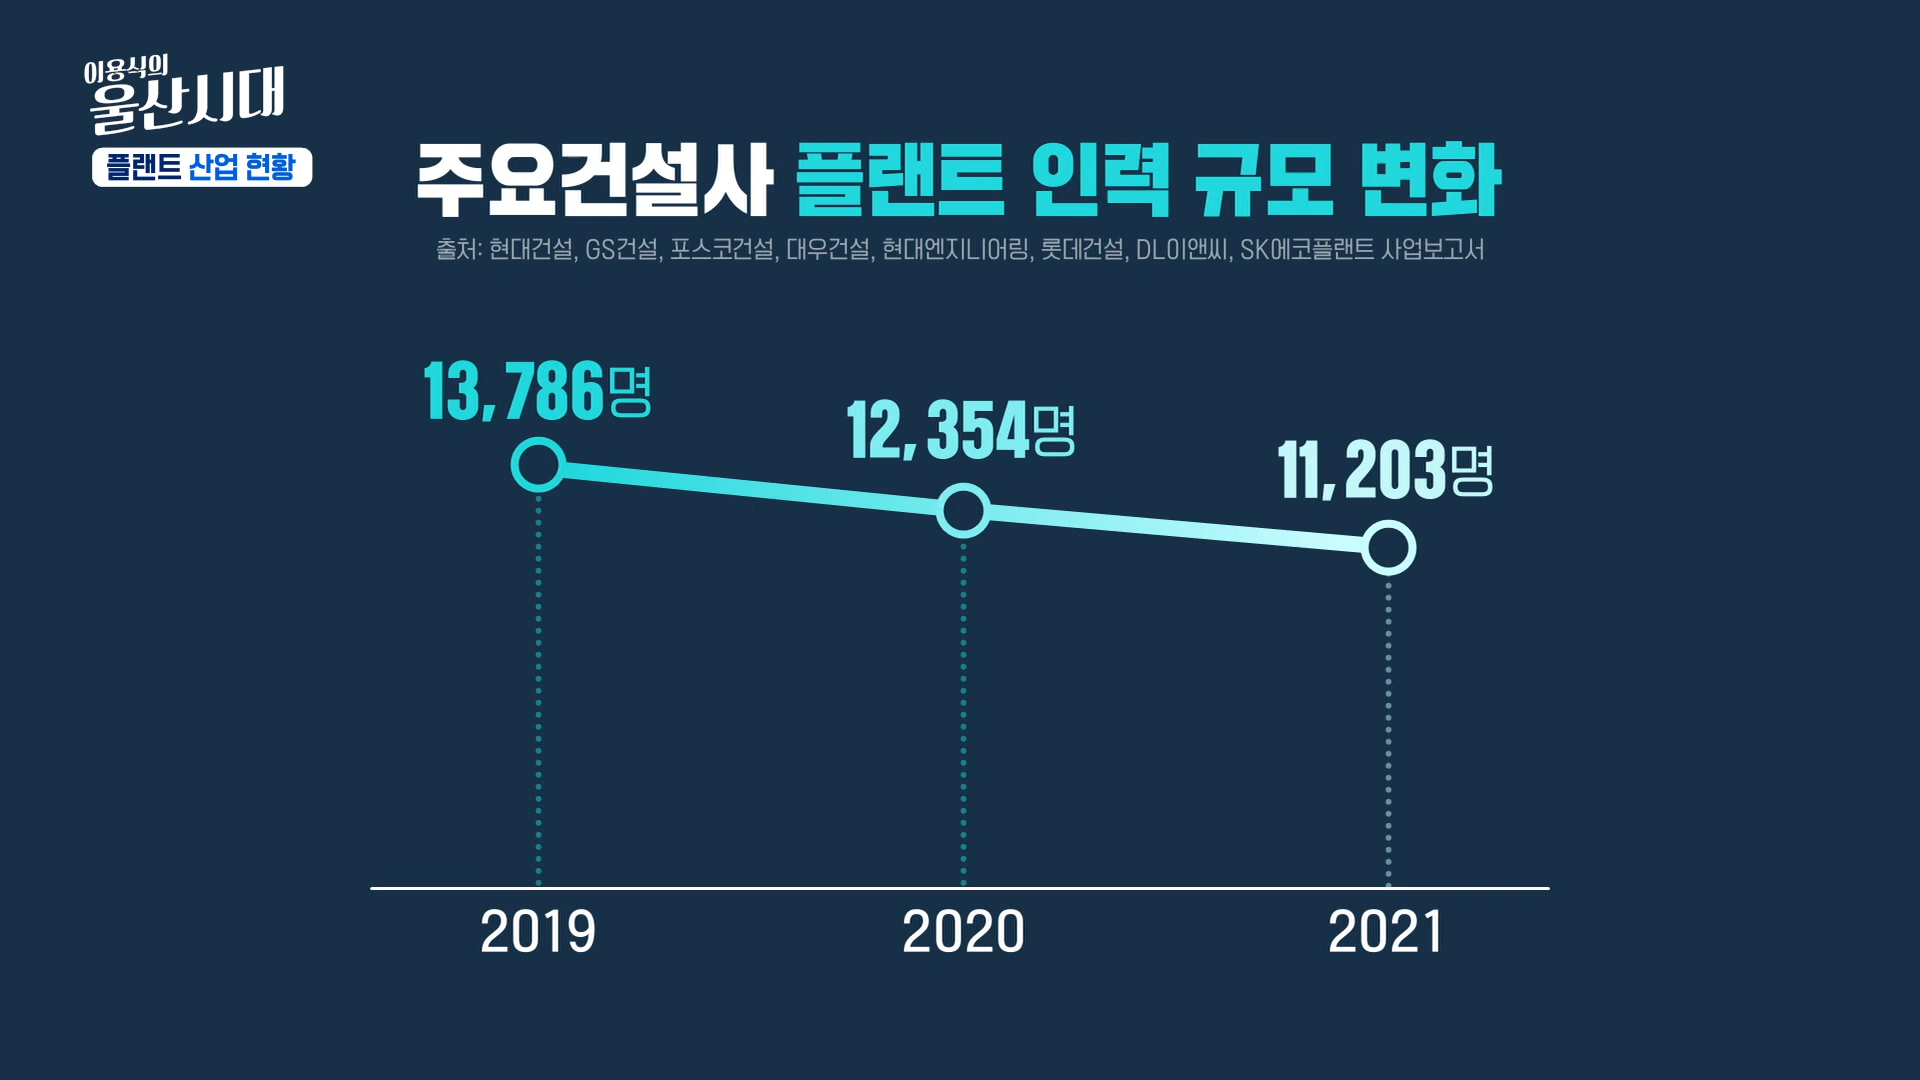 이용식의
울산시대
플랜트 산업 현황
주요건설사 플랜트 인력 규모 변화
출처: 현대건설, GS건설, 포스코건설, 대우건설, 현대엔지니어링, 롯데건설, DL이앤씨, SK에코플랜트 사업보고서
13,786명
12,354명
11,203명
2019
2020
2021